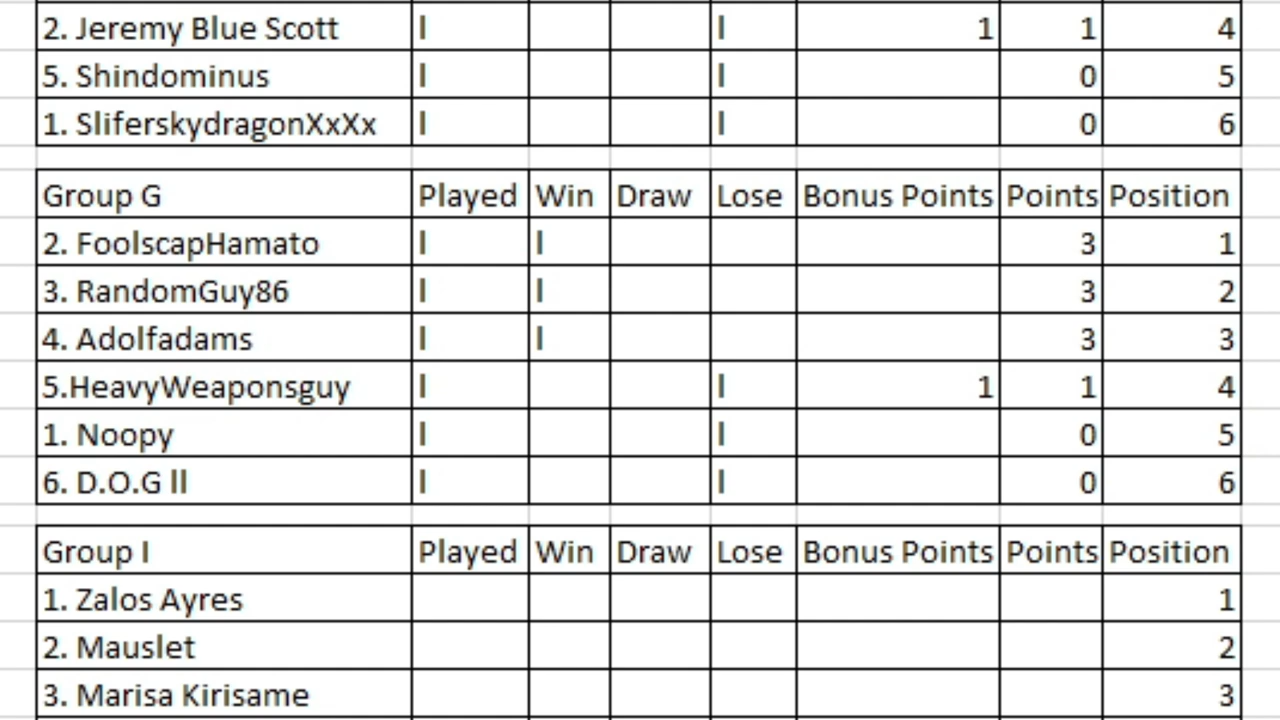 2. Jeremy Blue Scott l l 1 1 4
5. Shindominus l l 0 5
1. SliferskydragonXxXx l l 0 6
Group G Played Win Draw Lose Bonus Points Points Position
2. FoolscapHamato l l 3 1
3. RandomGuy86 l l 3 2
4. Adolfadams l l 3 3
5.HeavyWeaponsguy l l 1 1 4
1. Noopy l l 0 5
6. D.O.G ll l l 0 6
Group I Played Win Draw Lose Bonus Points Points Position
1. Zalos Ayres 1
2. Mauslet 2
3. Marisa Kirisame 3